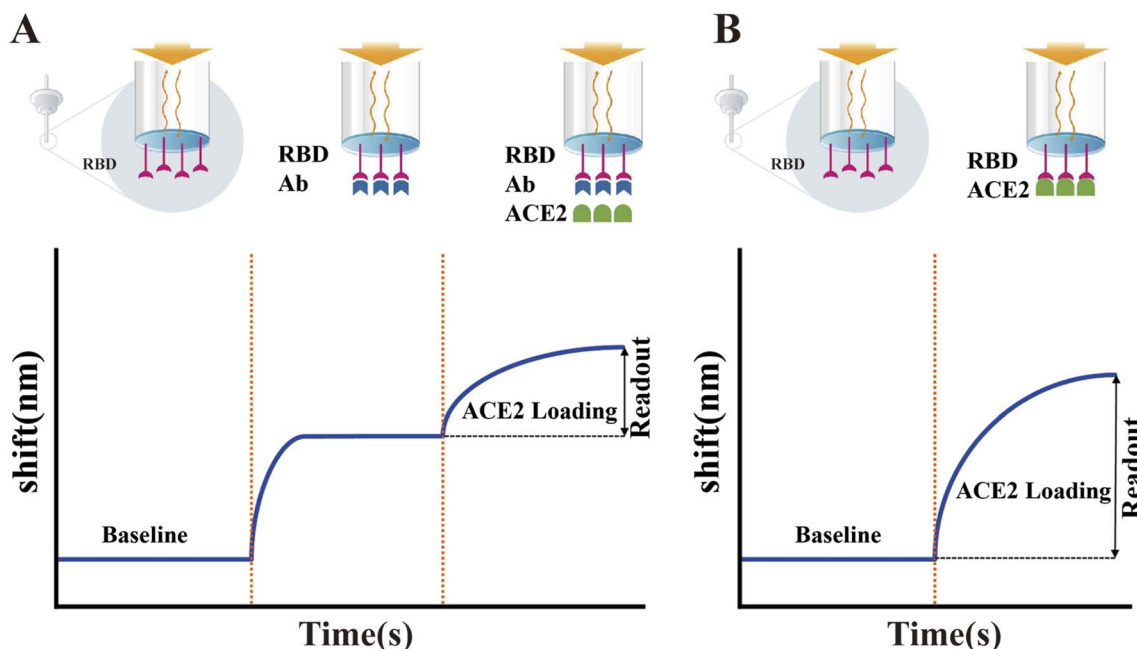 A
RBD
RBD
Ab
RBD
Ab
ACE2
shift(nm)
Baseline
ACE2 Loading
Readout
Time(s)
B
RBD
RBD
ACE2
shift(nm)
Baseline
ACE2 Loading
Readout
Time(s)